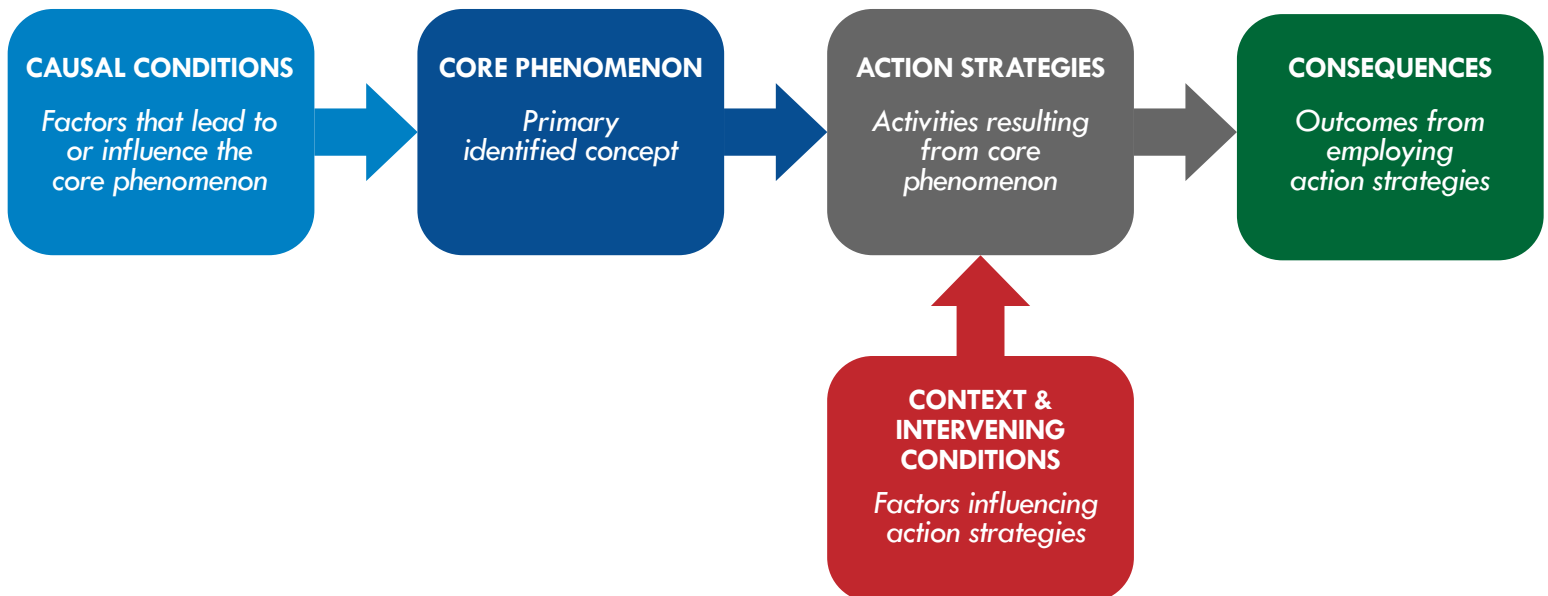 CAUSAL CONDITIONS
Factors that lead to
or influence the
core phenomenon
CORE PHENOMENON
Primary
identified concept
ACTION STRATEGIES
Activities resulting
from core
phenomenon
CONSEQUENCES
Outcomes from
employing
action strategies
CONTEXT &
INTERVENING
CONDITIONS
Factors influencing
action strategies